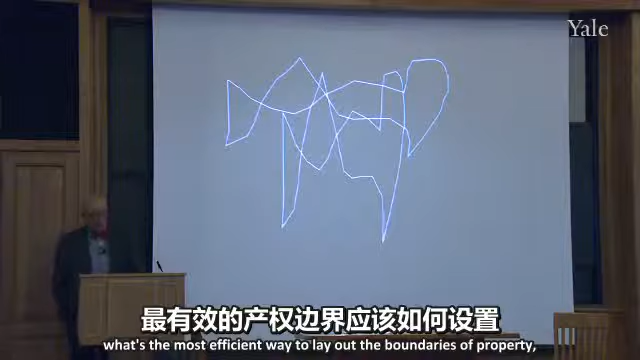 Yale
最有效的产权边界应该如何设置
what's the most efficient way to lay out the boundaries of property,